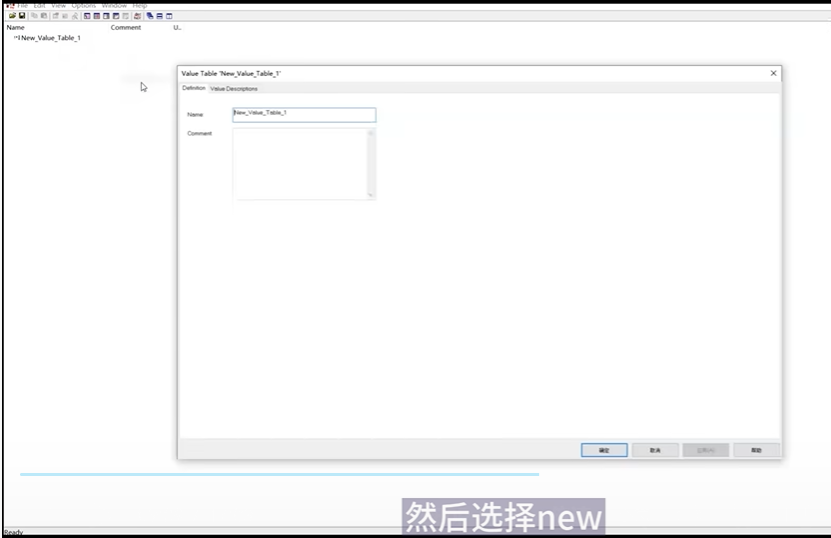 File Edit View Options Window Help
Name Comment U..
New_Value_Table_1
Value Table 'New_Value_Table_1'
Definition Value Descriptions
Name New_Value_Table_1
Comment
确定 取消 应用(A) 帮助
然后选择new
Ready